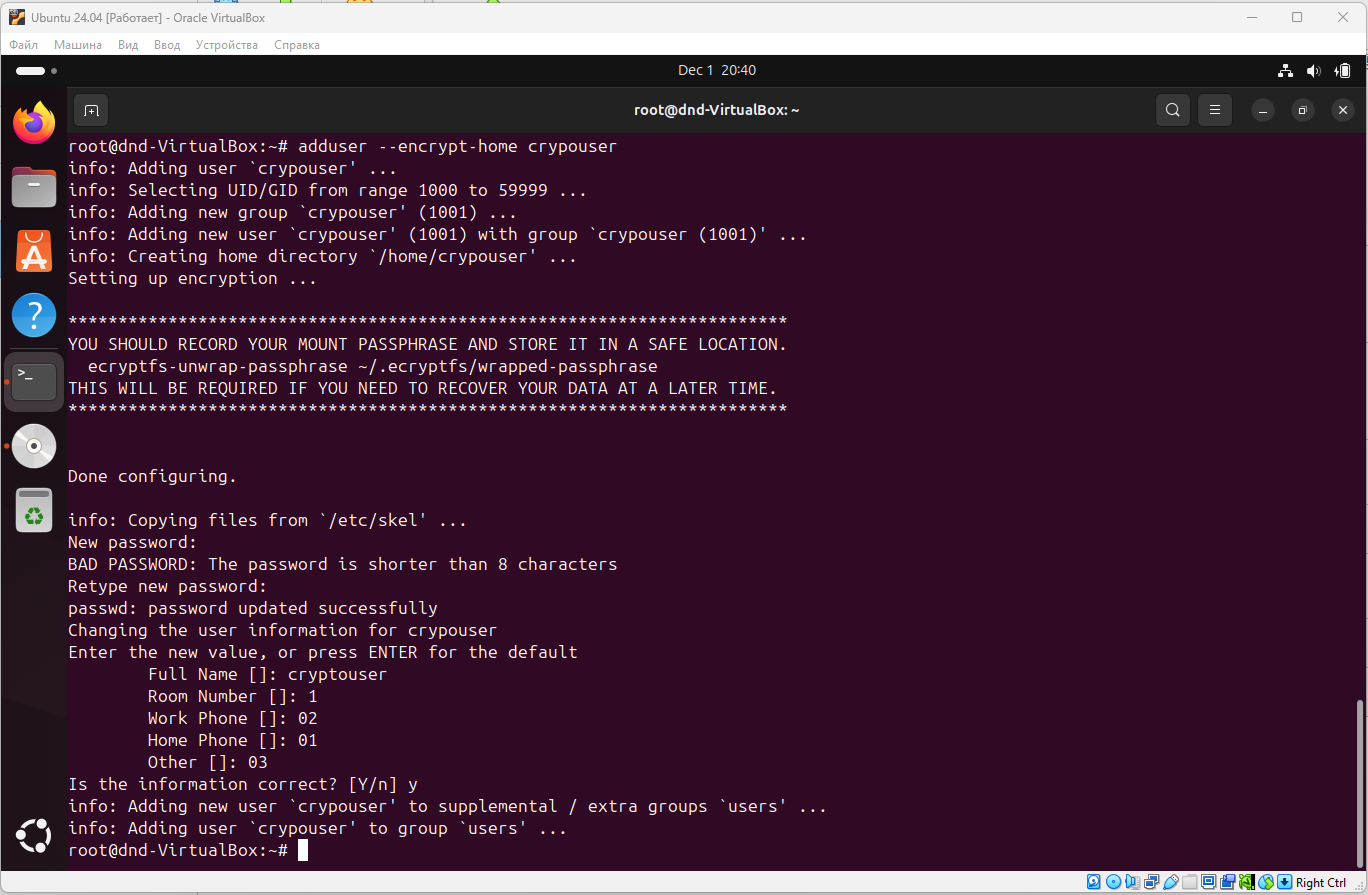 Ubuntu 24.04 [Работает] - Oracle VirtualBox
Файл Машина Вид Ввод Устройства Справка
Dec 1 20:40
root@dnd-VirtualBox: ~
root@dnd-VirtualBox:~# adduser --encrypt-home crypouser
info: Adding user `crypouser' ...
info: Selecting UID/GID from range 1000 to 59999 ...
info: Adding new group `crypouser' (1001) ...
info: Adding new user `crypouser' (1001) with group `crypouser (1001)' ...
info: Creating home directory `/home/crypouser' ...
Setting up encryption ...
************************************************************************
YOU SHOULD RECORD YOUR MOUNT PASSPHRASE AND STORE IT IN A SAFE LOCATION.
  ecryptfs-unwrap-passphrase ~/.ecryptfs/wrapped-passphrase
THIS WILL BE REQUIRED IF YOU NEED TO RECOVER YOUR DATA AT A LATER TIME.
************************************************************************
Done configuring.
info: Copying files from `/etc/skel' ...
New password:
BAD PASSWORD: The password is shorter than 8 characters
Retype new password:
passwd: password updated successfully
Changing the user information for crypouser
Enter the new value, or press ENTER for the default
        Full Name []: cryptouser
        Room Number []: 1
        Work Phone []: 02
        Home Phone []: 01
        Other []: 03
Is the information correct? [Y/n] y
info: Adding new user `crypouser' to supplemental / extra groups `users' ...
info: Adding user `crypouser' to group `users' ...
root@dnd-VirtualBox:~#
Right Ctrl